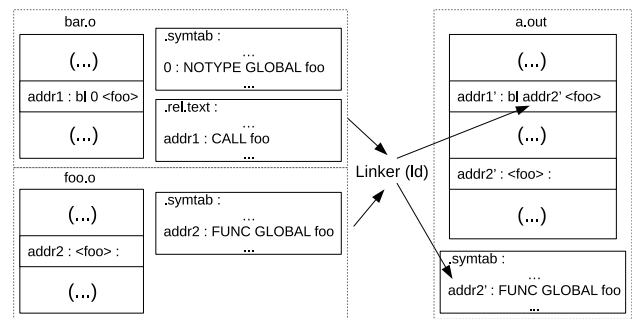 bar.o
(...)
addr1 : bl 0 <foo>
(...)
.symtab :
...
0 : NOTYPE GLOBAL foo
...
.rel.text :
...
addr1 : CALL foo
...
foo.o
(...)
addr2 : <foo> :
(...)
.symtab :
...
addr2 : FUNC GLOBAL foo
...
Linker (ld)
a.out
(...)
addr1' : bl addr2' <foo>
(...)
addr2' : <foo> :
(...)
.symtab :
...
addr2' : FUNC GLOBAL foo
...